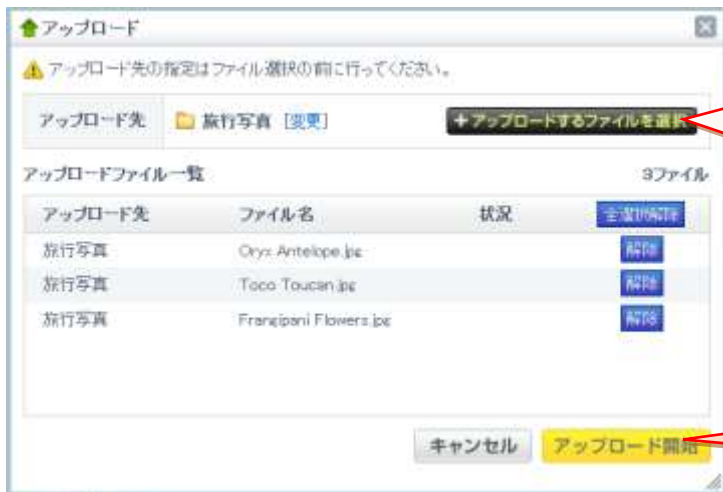 アップロード
アップロード先の指定はファイル選択の前に行ってください。
アップロード先 旅行写真 [変更] +アップロードするファイルを選択
アップロードファイル一覧 3ファイル
アップロード先 ファイル名 状況 全選択解除
旅行写真 Oryx Antelope.jpg 解除
旅行写真 Toco Toucan.jpg 解除
旅行写真 Frangipani Flowers.jpg 解除
キャンセル アップロード開始